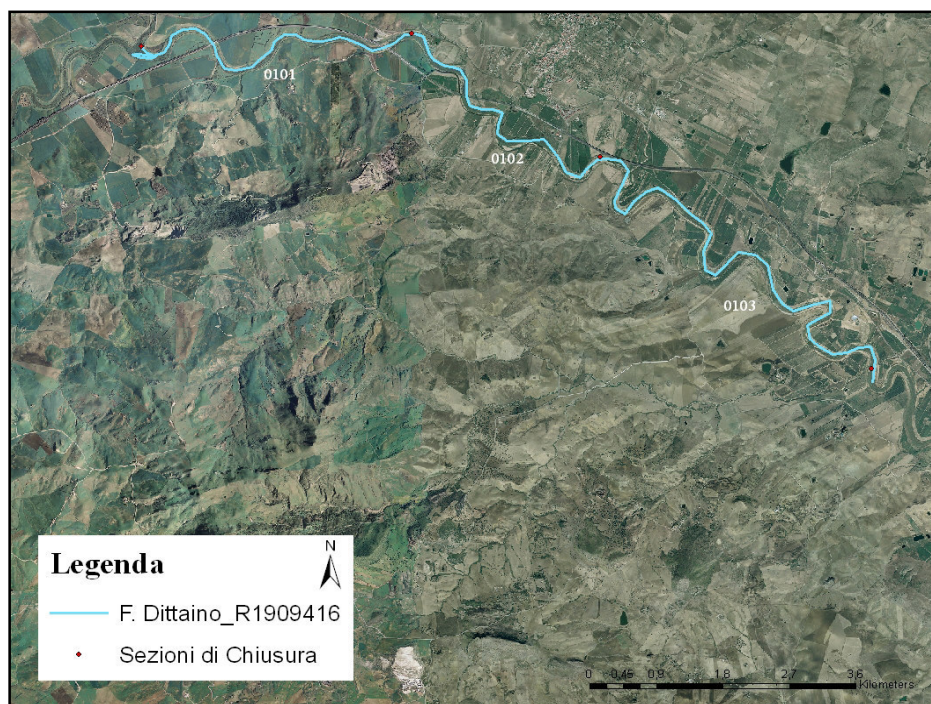 0101
0102
0103
Legenda
N
F. Dittaino_R1909416
Sezioni di Chiusura
0 0,45 0,9 1,8 2,7 3,6
Kilometers